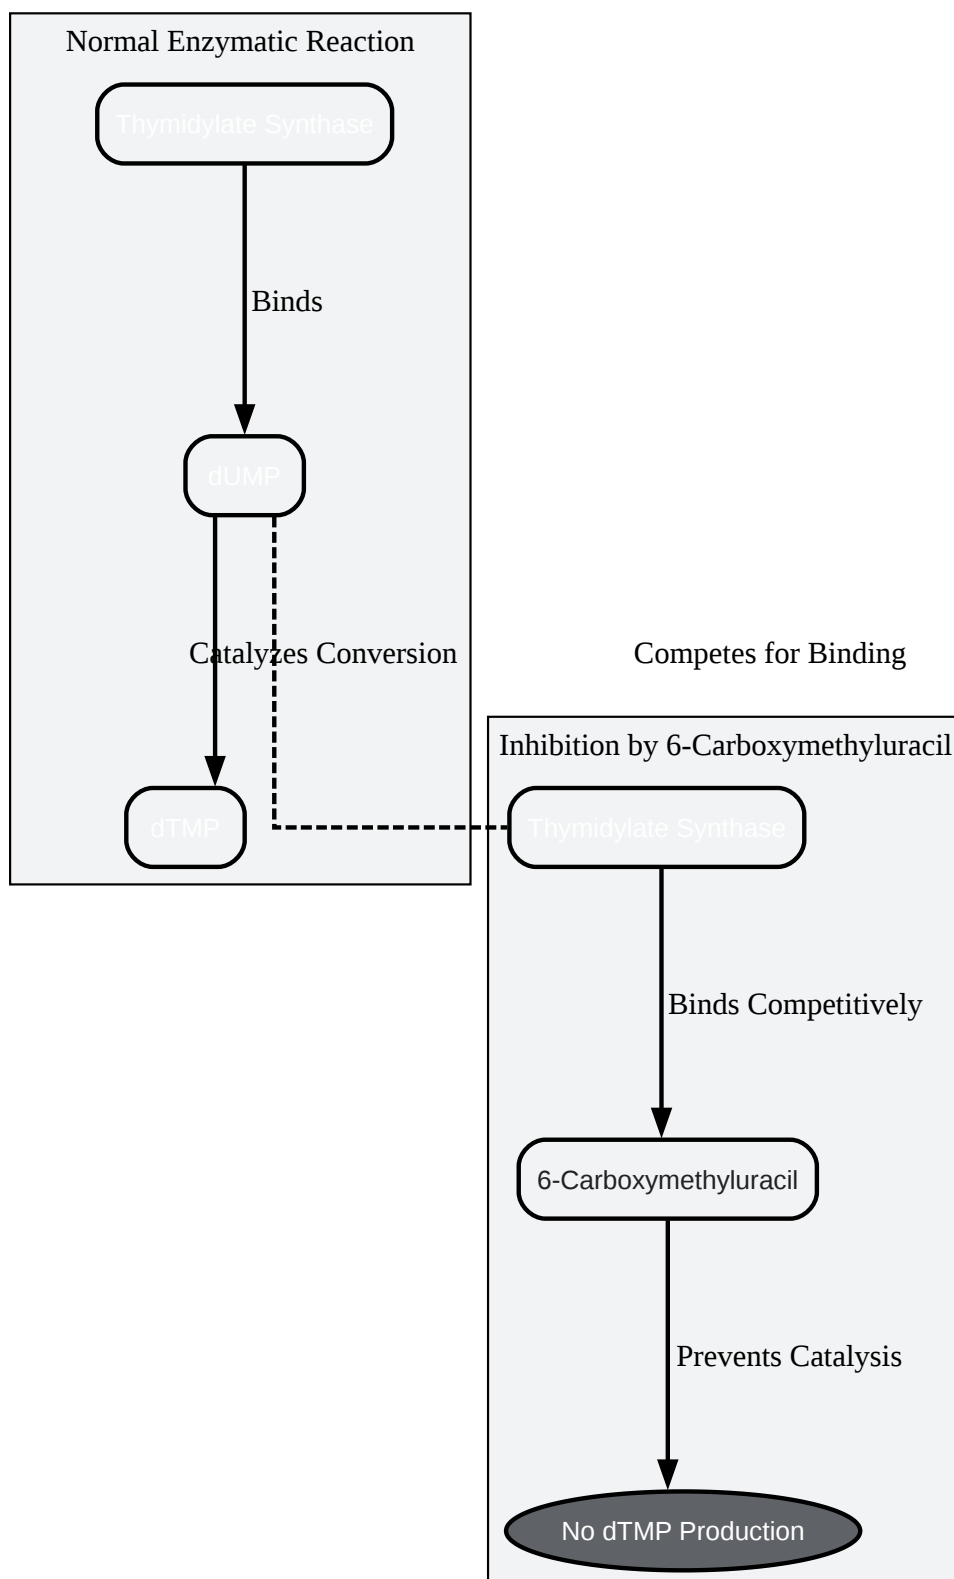 Normal Enzymatic Reaction
Thymidylate Synthase
Binds
dUMP
Catalyzes Conversion
Competes for Binding
dTMP
Inhibition by 6-Carboxymethyluracil
Thymidylate Synthase
Binds Competitively
6-Carboxymethyluracil
Prevents Catalysis
No dTMP Production